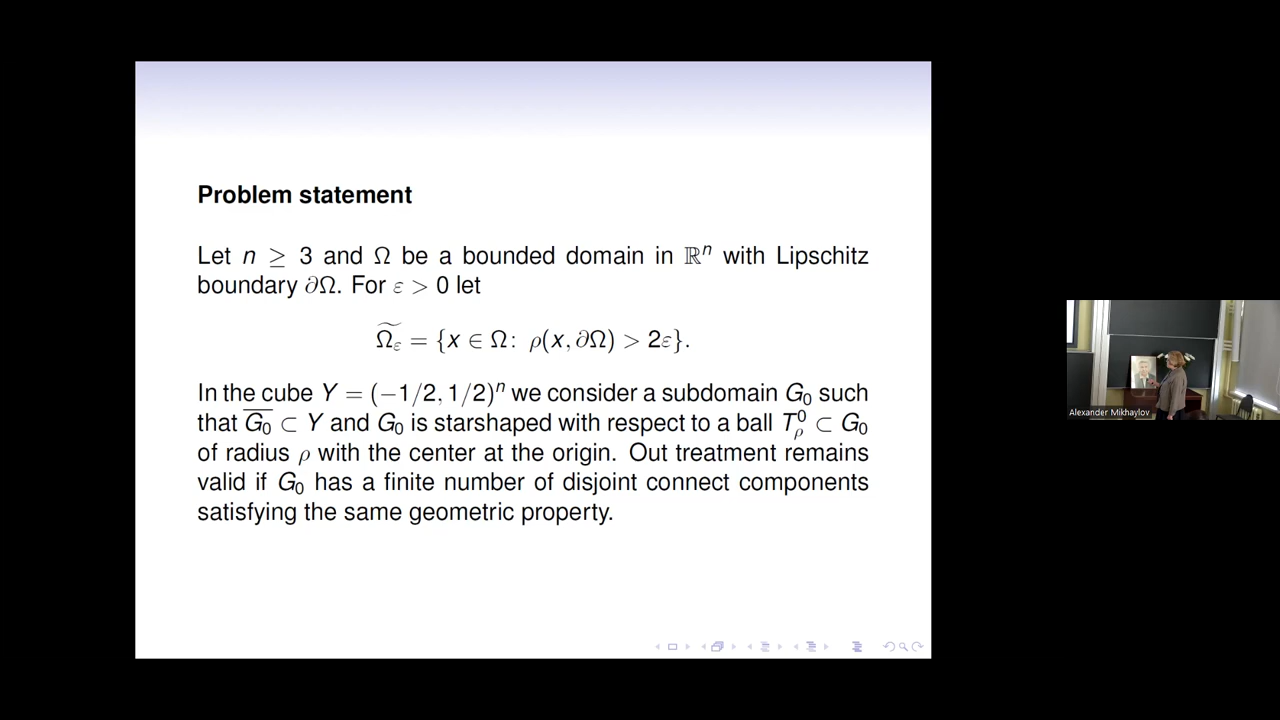 Problem statement
Let n ≥ 3 and Ω be a bounded domain in ℝⁿ with Lipschitz
boundary ∂Ω. For ε > 0 let
Ω̃_ε = {x ∈ Ω: ρ(x, ∂Ω) > 2ε}.
In the cube Y = (−1/2, 1/2)ⁿ we consider a subdomain G₀ such
that G̅₀ ⊂ Y and G₀ is starshaped with respect to a ball T_ρ^0 ⊂ G₀
of radius ρ with the center at the origin. Out treatment remains
valid if G₀ has a finite number of disjoint connect components
satisfying the same geometric property.
Alexander Mikhaylov